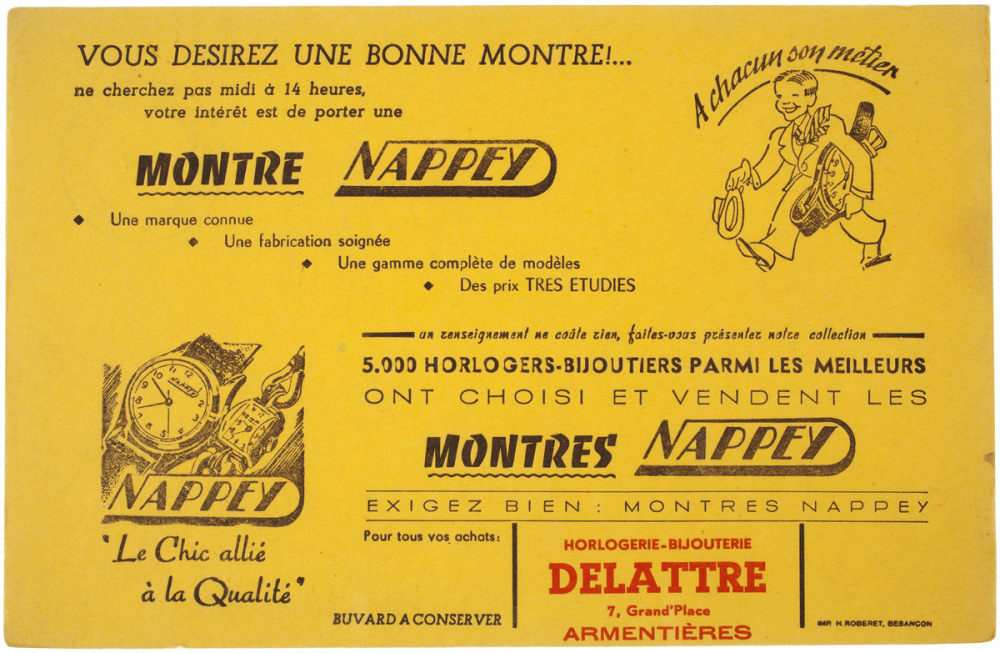 VOUS DESIREZ UNE BONNE MONTRE!...
ne cherchez pas midi à 14 heures,
votre intérêt est de porter une
MONTRE NAPPEY
A chacun son métier
◆ Une marque connue
◆ Une fabrication soignée
◆ Une gamme complète de modèles
◆ Des prix TRES ETUDIES
un renseignement ne coûte rien, faites-vous présenter notre collection
5.000 HORLOGERS-BIJOUTIERS PARMI LES MEILLEURS
ONT CHOISI ET VENDENT LES
MONTRES NAPPEY
EXIGEZ BIEN : MONTRES NAPPEY
NAPPEY
NAPPEY
"Le Chic allié
à la Qualité"
Pour tous vos achats:
BUVARD A CONSERVER
HORLOGERIE-BIJOUTERIE
DELATTRE
7, Grand'Place
ARMENTIÈRES
IMP. H. ROBERET, BESANCON